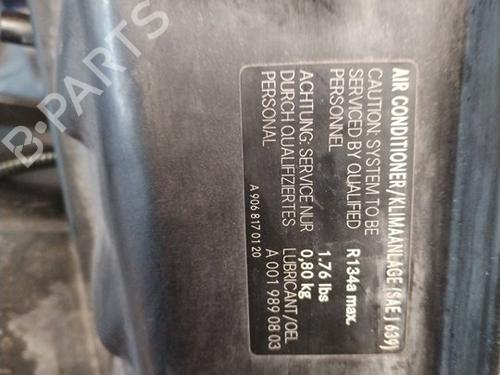 AIR CONDITIONER/KLIMAANLAGE (SAE J 639)
CAUTION: SYSTEM TO BE
SERVICED BY QUALIFIED
PERSONNEL
R134a max.
1.76 lbs
0,80 kg
ACHTUNG: SERVICE NUR
DURCH QUALIFIZIERTES
PERSONAL
LUBRICANT/OEL
A 001 989 08 03
A 906 817 01 20
B-PARTS